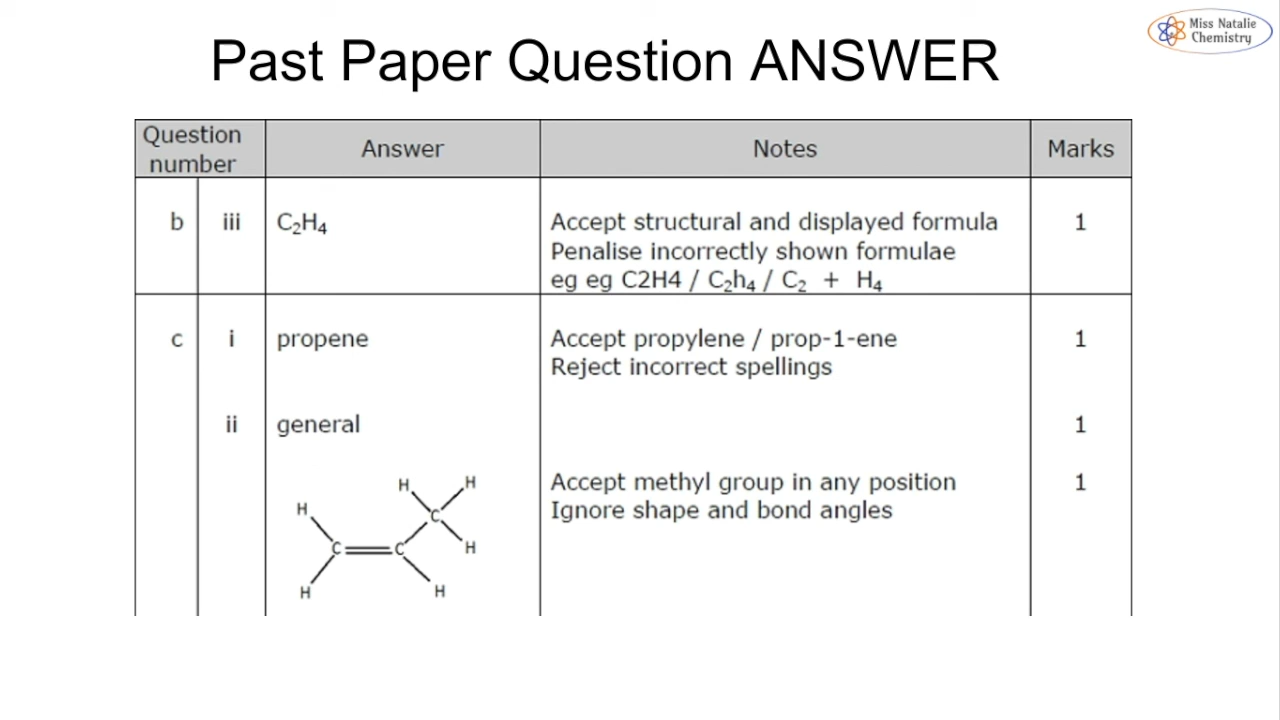 Miss Natalie
Chemistry
Past Paper Question ANSWER
Question
number
Answer
Notes
Marks
b
iii
C₂H₄
Accept structural and displayed formula
Penalise incorrectly shown formulae
eg eg C2H4 / C₂h₄ / C₂ + H₄
1
c
i
propene
Accept propylene / prop-1-ene
Reject incorrect spellings
1
ii
general
1
Accept methyl group in any position
Ignore shape and bond angles
1
H H
H
C
C C
H
H H